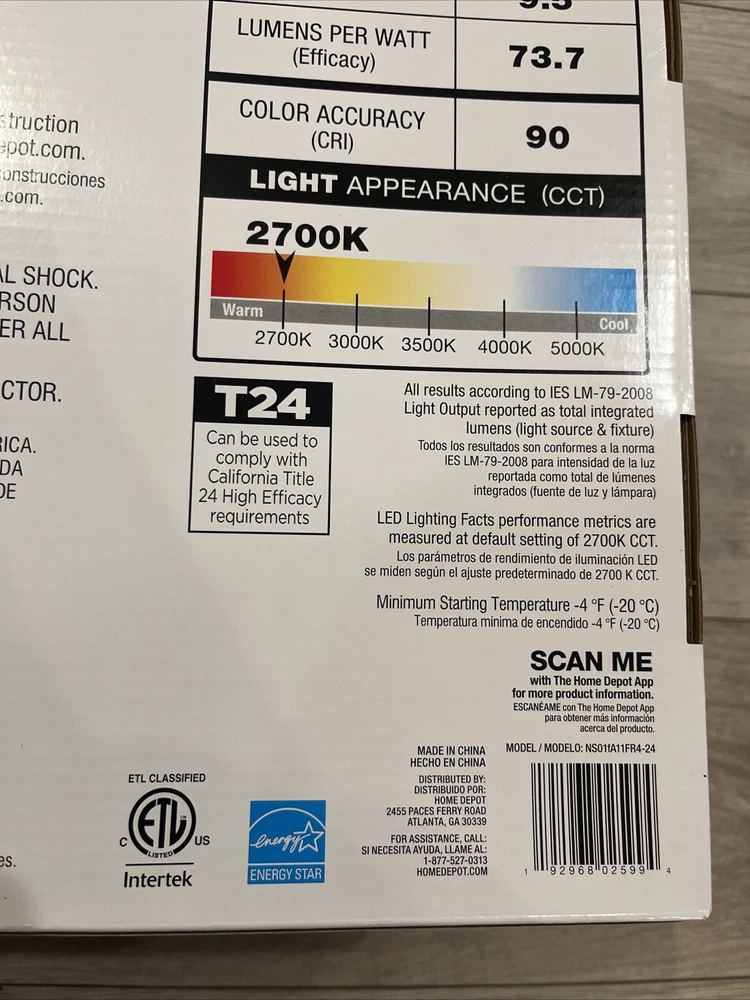 9.5
LUMENS PER WATT
(Efficacy)
73.7
COLOR ACCURACY
(CRI)
90
LIGHT APPEARANCE (CCT)
2700K
Warm
Cool
2700K 3000K 3500K 4000K 5000K
truction
epot.com.
onstrucciones
.com.
AL SHOCK.
RSON
ER ALL
CTOR.
RICA.
DA
DE
es.
T24
Can be used to
comply with
California Title
24 High Efficacy
requirements
All results according to IES LM-79-2008
Light Output reported as total integrated
lumens (light source & fixture)
Todos los resultados son conformes a la norma
IES LM-79-2008 para intensidad de la luz
reportada como total de lúmenes
integrados (fuente de luz y lámpara)
LED Lighting Facts performance metrics are
measured at default setting of 2700K CCT.
Los parámetros de rendimiento de iluminación LED
se miden según el ajuste predeterminado de 2700 K CCT.
Minimum Starting Temperature -4 °F (-20 °C)
Temperatura mínima de encendido -4 °F (-20 °C)
SCAN ME
with The Home Depot App
for more product information.
ESCANÉAME con The Home Depot App
para obtener más información
acerca del producto.
MADE IN CHINA
HECHO EN CHINA
DISTRIBUTED BY:
DISTRIBUIDO POR:
HOME DEPOT
2455 PACES FERRY ROAD
ATLANTA, GA 30339
FOR ASSISTANCE, CALL:
SI NECESITA AYUDA, LLAME AL:
1-877-527-0313
HOMEDEPOT.COM
MODEL / MODELO: NS01fA11FR4-24
1 92968 02599 4
ETL CLASSIFIED
ETL
C US
LISTED
Intertek
energy
ENERGY STAR